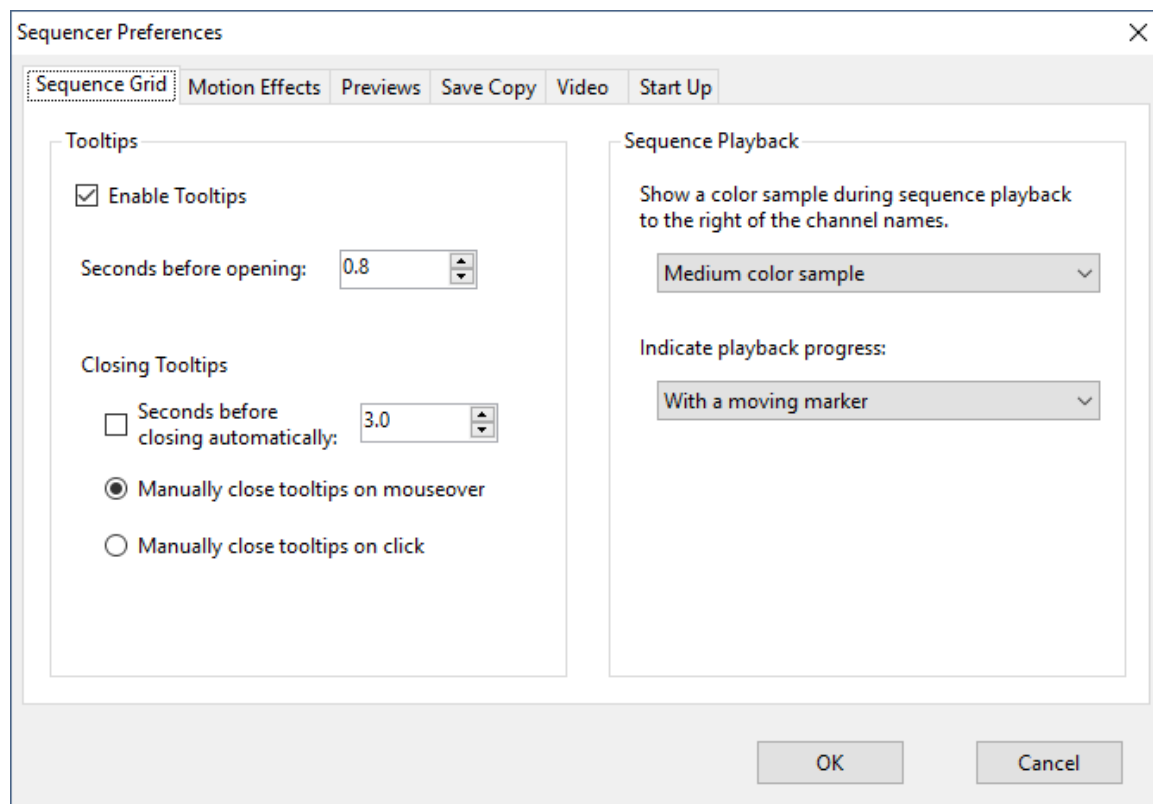 Sequencer Preferences
Sequence Grid Motion Effects Previews Save Copy Video Start Up
Tooltips
Enable Tooltips
Seconds before opening: 0.8
Closing Tooltips
Seconds before
closing automatically: 3.0
Manually close tooltips on mouseover
Manually close tooltips on click
Sequence Playback
Show a color sample during sequence playback
to the right of the channel names.
Medium color sample
Indicate playback progress:
With a moving marker
OK Cancel